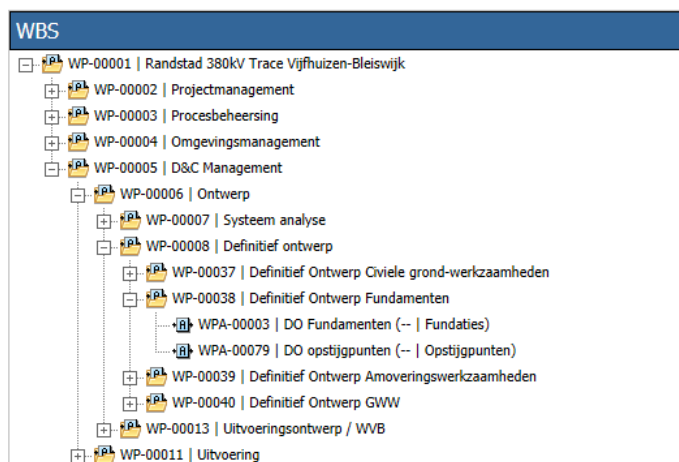 WBS
WP-00001 | Randstad 380kV Trace Vijfhuizen-Bleiswijk
WP-00002 | Projectmanagement
WP-00003 | Procesbeheersing
WP-00004 | Omgevingsmanagement
WP-00005 | D&C Management
WP-00006 | Ontwerp
WP-00007 | Systeem analyse
WP-00008 | Definitief ontwerp
WP-00037 | Definitief Ontwerp Civiele grond-werkzaamheden
WP-00038 | Definitief Ontwerp Fundamenten
WPA-00003 | DO Fundamenten (-- | Fundaties)
WPA-00079 | DO opstijgpunten (-- | Opstijgpunten)
WP-00039 | Definitief Ontwerp Amoveringswerkzaamheden
WP-00040 | Definitief Ontwerp GWW
WP-00013 | Uitvoeringsontwerp / WVB
WP-00011 | Uitvoering